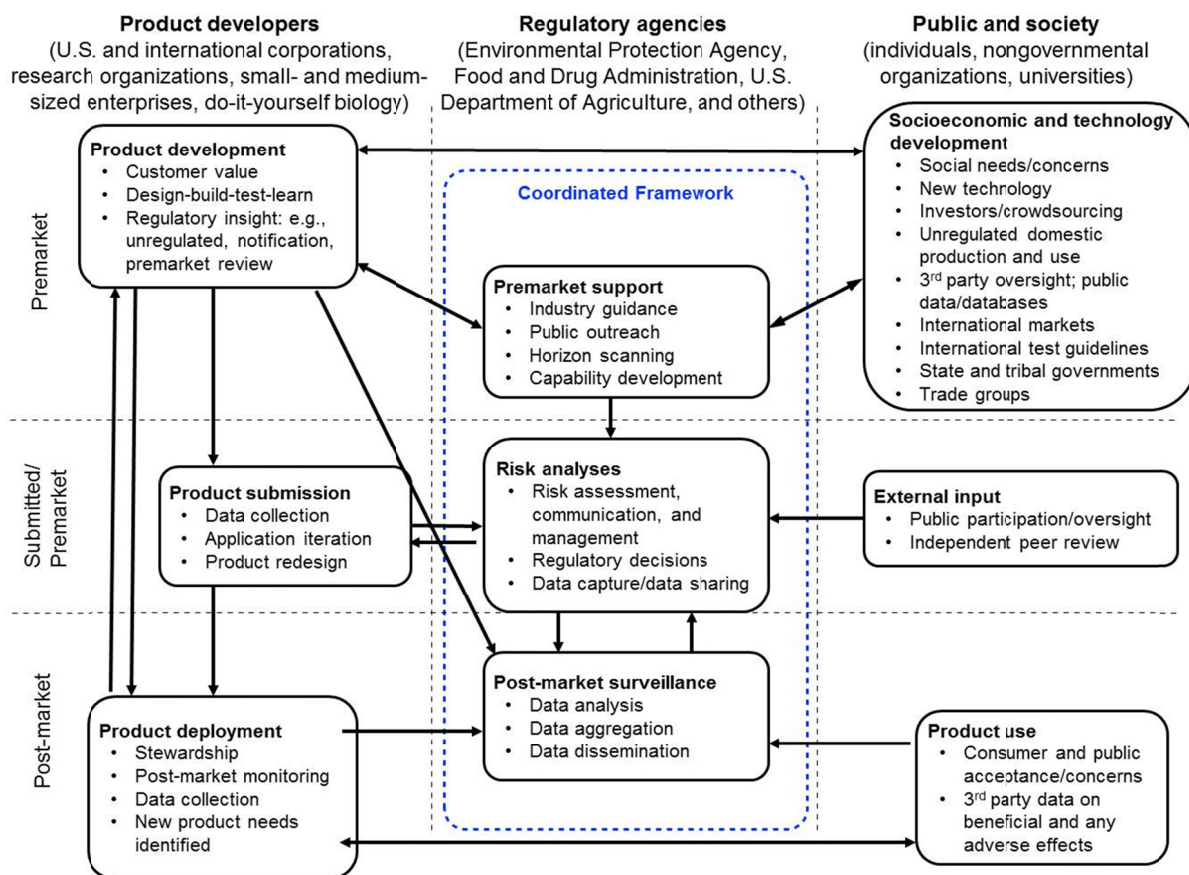 Product developers
(U.S. and international corporations,
research organizations, small- and medium-
sized enterprises, do-it-yourself biology)
Regulatory agencies
(Environmental Protection Agency,
Food and Drug Administration, U.S.
Department of Agriculture, and others)
Public and society
(individuals, nongovernmental
organizations, universities)
Premarket
Product development
• Customer value
• Design-build-test-learn
• Regulatory insight: e.g.,
unregulated, notification,
premarket review
Coordinated Framework
Premarket support
• Industry guidance
• Public outreach
• Horizon scanning
• Capability development
Socioeconomic and technology
development
• Social needs/concerns
• New technology
• Investors/crowdsourcing
• Unregulated domestic
production and use
• 3rd party oversight; public
data/databases
• International markets
• International test guidelines
• State and tribal governments
• Trade groups
Submitted/
Premarket
Product submission
• Data collection
• Application iteration
• Product redesign
Risk analyses
• Risk assessment,
communication, and
management
• Regulatory decisions
• Data capture/data sharing
External input
• Public participation/oversight
• Independent peer review
Post-market
Product deployment
• Stewardship
• Post-market monitoring
• Data collection
• New product needs
identified
Post-market surveillance
• Data analysis
• Data aggregation
• Data dissemination
Product use
• Consumer and public
acceptance/concerns
• 3rd party data on
beneficial and any
adverse effects